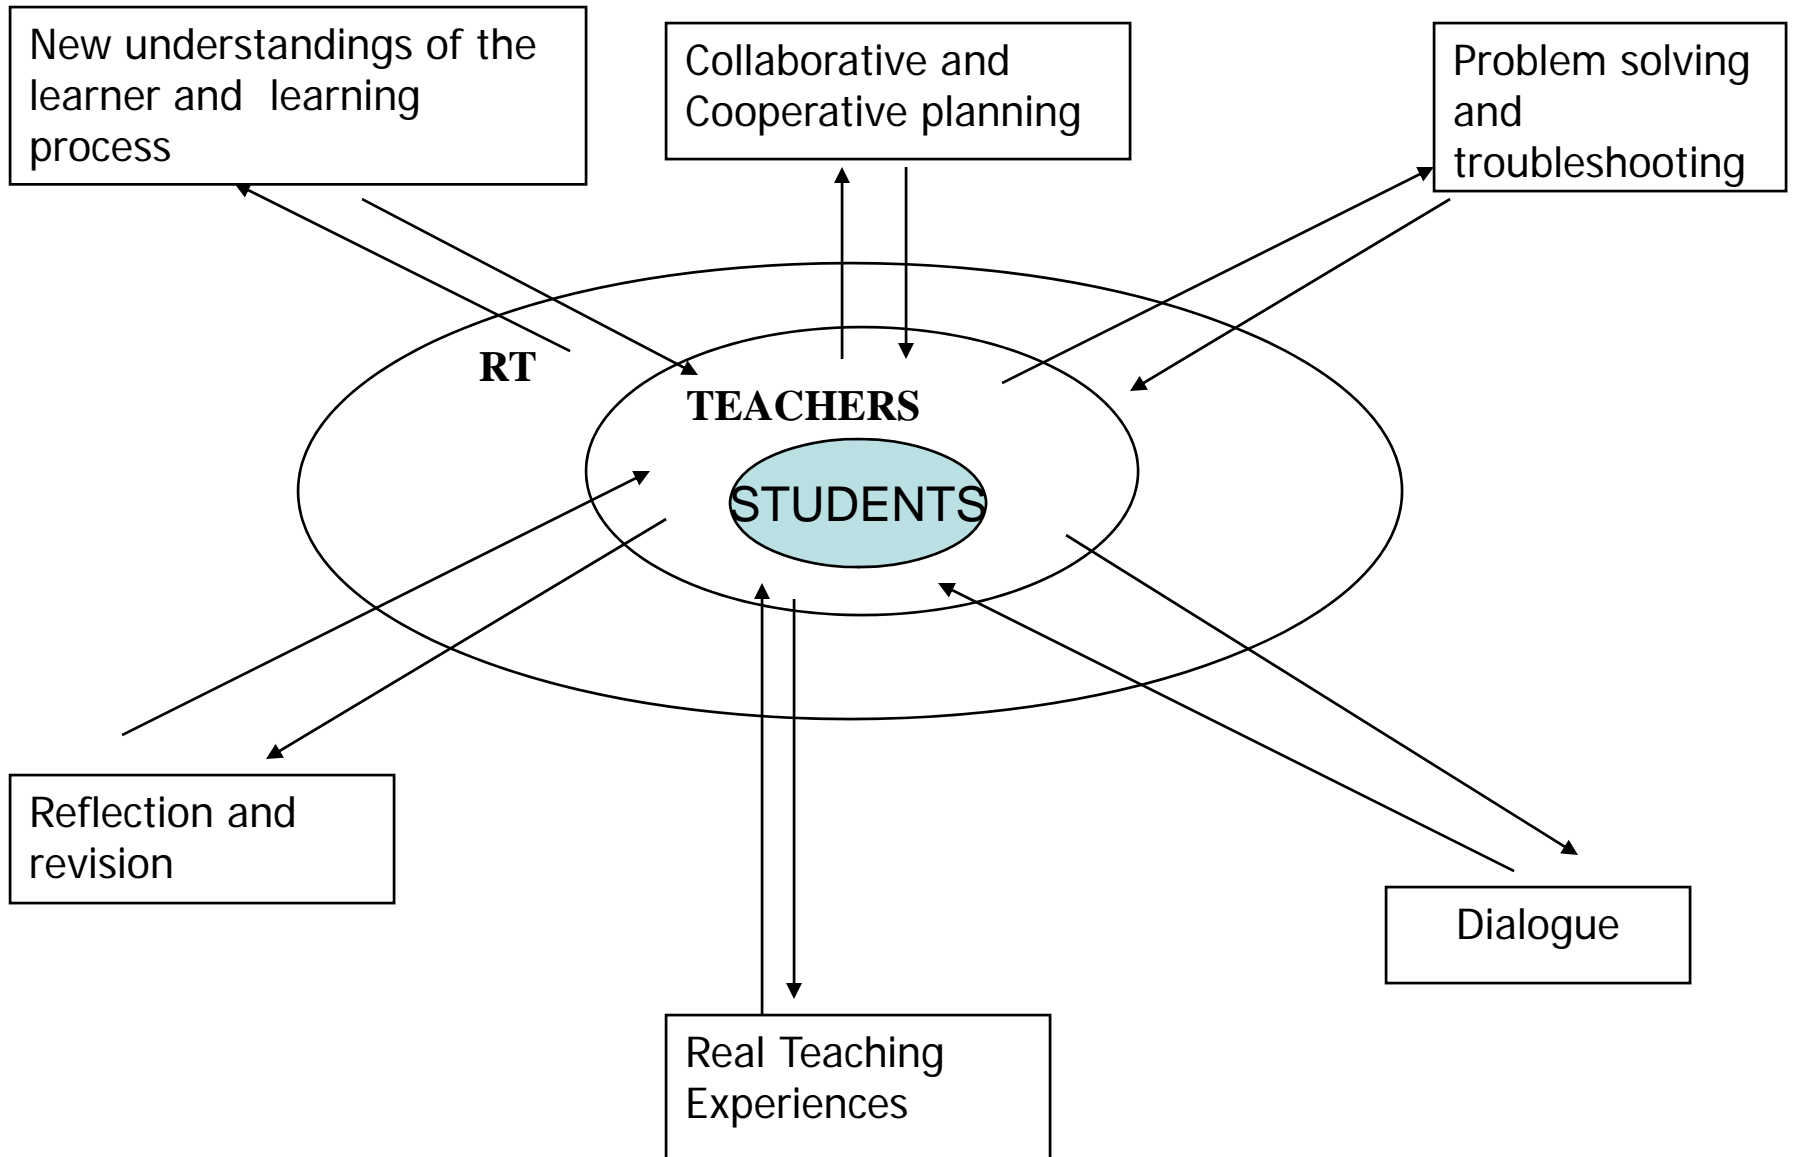 New understandings of the
learner and  learning
process
Collaborative and
Cooperative planning
Problem solving
and
troubleshooting
RT
TEACHERS
STUDENTS
Reflection and
revision
Dialogue
Real Teaching
Experiences